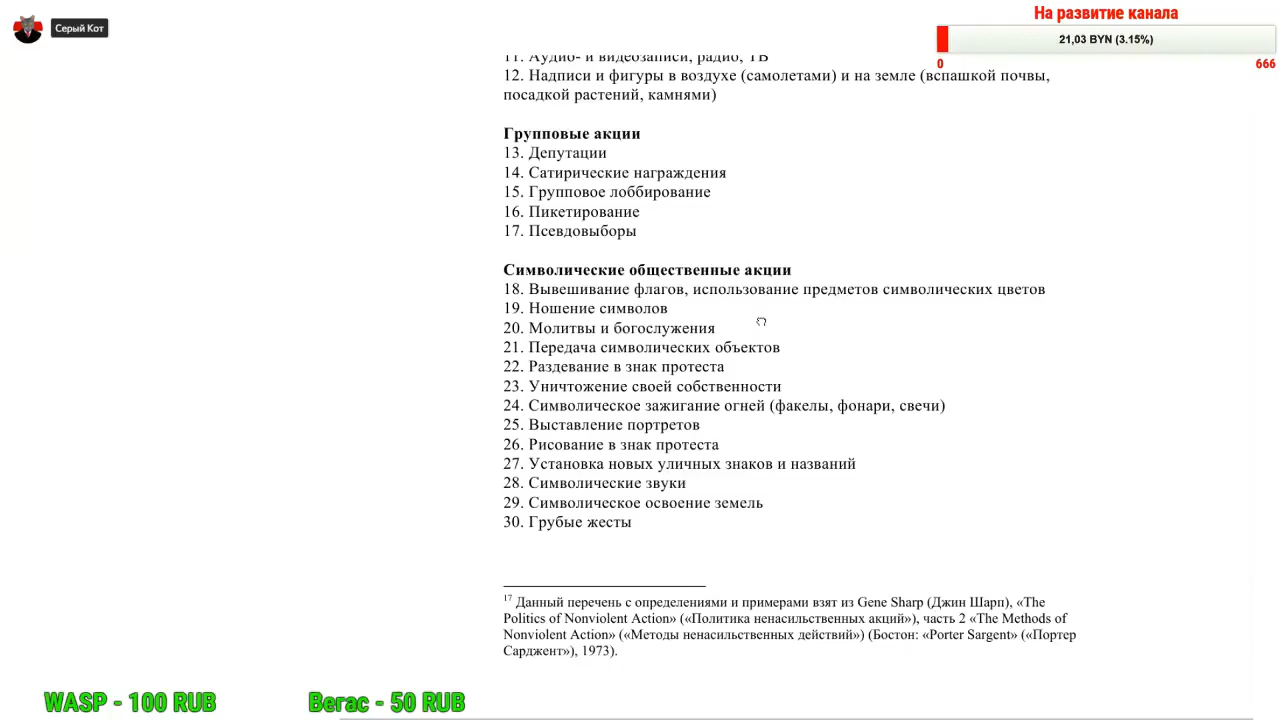 Серый Кот
На развитие канала
21,03 BYN (3.15%)
0
666
11. Аудио- и видеозаписи, радио, ТВ
12. Надписи и фигуры в воздухе (самолетами) и на земле (вспашкой почвы,
посадкой растений, камнями)
Групповые акции
13. Депутации
14. Сатирические награждения
15. Групповое лоббирование
16. Пикетирование
17. Псевдовыборы
Символические общественные акции
18. Вывешивание флагов, использование предметов символических цветов
19. Ношение символов
20. Молитвы и богослужения
21. Передача символических объектов
22. Раздевание в знак протеста
23. Уничтожение своей собственности
24. Символическое зажигание огней (факелы, фонари, свечи)
25. Выставление портретов
26. Рисование в знак протеста
27. Установка новых уличных знаков и названий
28. Символические звуки
29. Символическое освоение земель
30. Грубые жесты
17 Данный перечень с определениями и примерами взят из Gene Sharp (Джин Шарп), «The
Politics of Nonviolent Action» («Политика ненасильственных акций»), часть 2 «The Methods of
Nonviolent Action» («Методы ненасильственных действий») (Бостон: «Porter Sargent» («Портер
Сарджент»), 1973).
WASP - 100 RUB
Вегас - 50 RUB